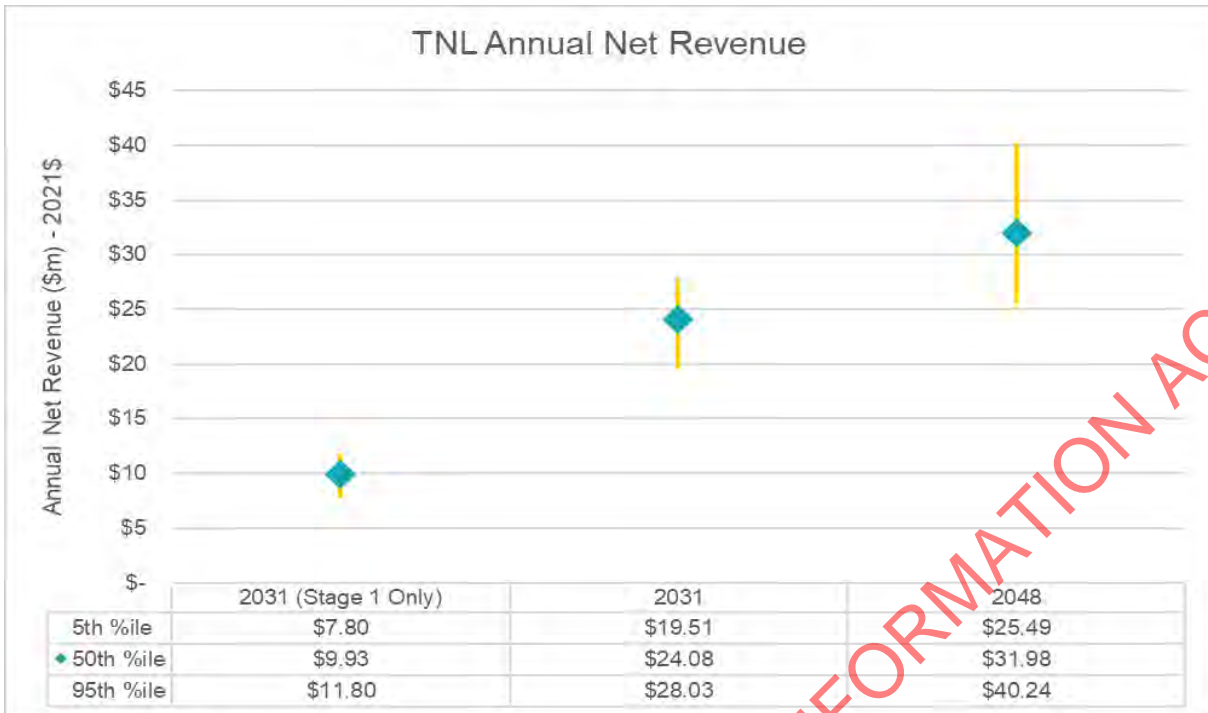 TNL Annual Net Revenue
Annual Net Revenue ($m) - 2021$
$45
$40
$35
$30
$25
$20
$15
$10
$5
$-
2031 (Stage 1 Only) 2031 2048
5th %ile $7.80 $19.51 $25.49
50th %ile $9.93 $24.08 $31.98
95th %ile $11.80 $28.03 $40.24
FORMATION AC